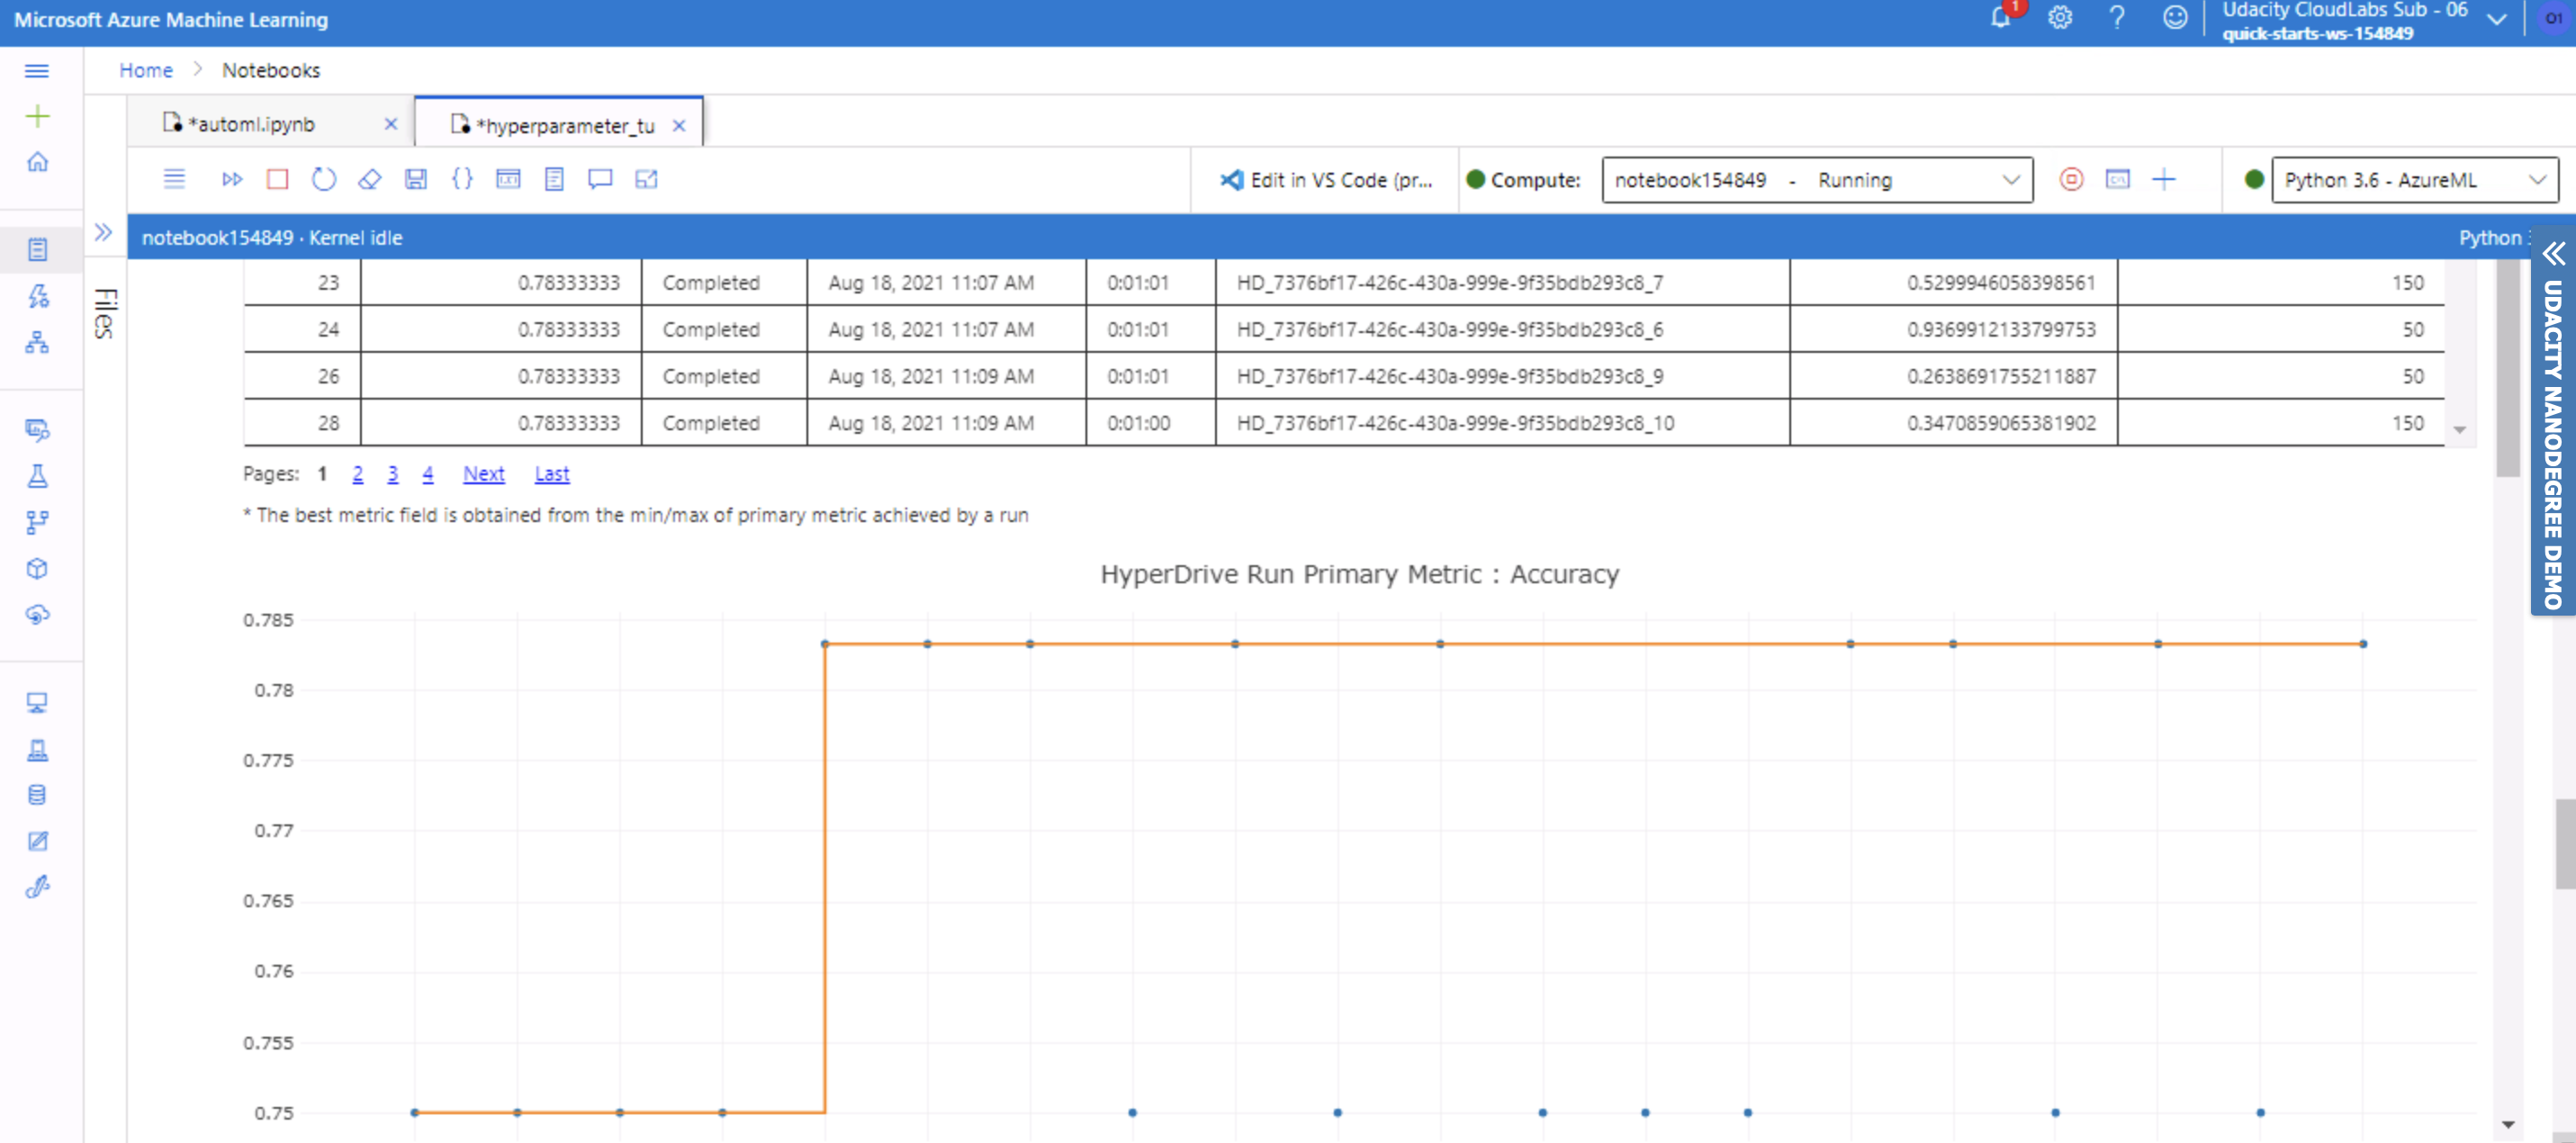 Microsoft Azure Machine Learning
1
Udacity CloudLabs Sub - 06
quick-starts-ws-154849
O1
Home > Notebooks
*automl.ipynb
*hyperparameter_tu
Edit in VS Code (pr...
Compute:
notebook154849 - Running
Python 3.6 - AzureML
notebook154849 · Kernel idle
Python
Files
23 0.78333333 Completed Aug 18, 2021 11:07 AM 0:01:01 HD_7376bf17-426c-430a-999e-9f35bdb293c8_7 0.5299946058398561 150
24 0.78333333 Completed Aug 18, 2021 11:07 AM 0:01:01 HD_7376bf17-426c-430a-999e-9f35bdb293c8_6 0.9369912133799753 50
26 0.78333333 Completed Aug 18, 2021 11:09 AM 0:01:01 HD_7376bf17-426c-430a-999e-9f35bdb293c8_9 0.2638691755211887 50
28 0.78333333 Completed Aug 18, 2021 11:09 AM 0:01:00 HD_7376bf17-426c-430a-999e-9f35bdb293c8_10 0.3470859065381902 150
Pages: 1 2 3 4 Next Last
* The best metric field is obtained from the min/max of primary metric achieved by a run
UDACITY NANODEGREE DEMO
HyperDrive Run Primary Metric : Accuracy
0.785
0.78
0.775
0.77
0.765
0.76
0.755
0.75